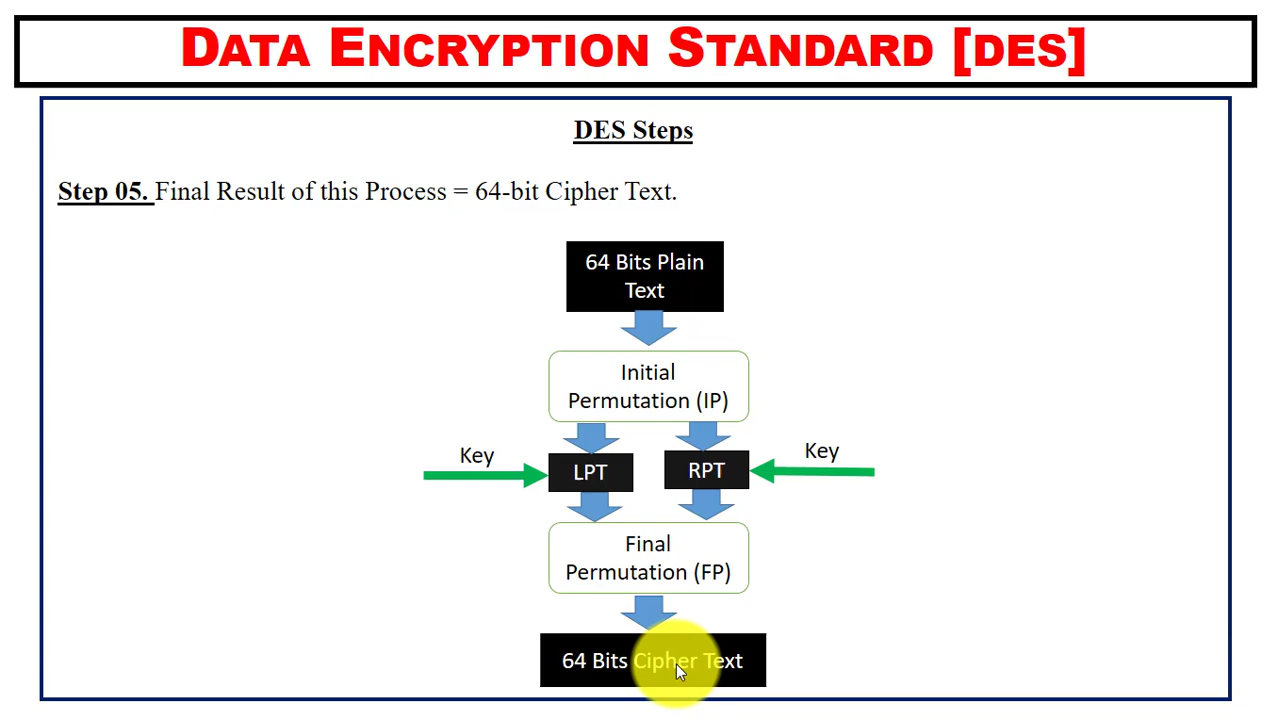 DATA ENCRYPTION STANDARD [DES]
DES Steps
Step 05. Final Result of this Process = 64-bit Cipher Text.
64 Bits Plain
Text
Initial
Permutation (IP)
Key
LPT
RPT
Key
Final
Permutation (FP)
64 Bits Cipher Text